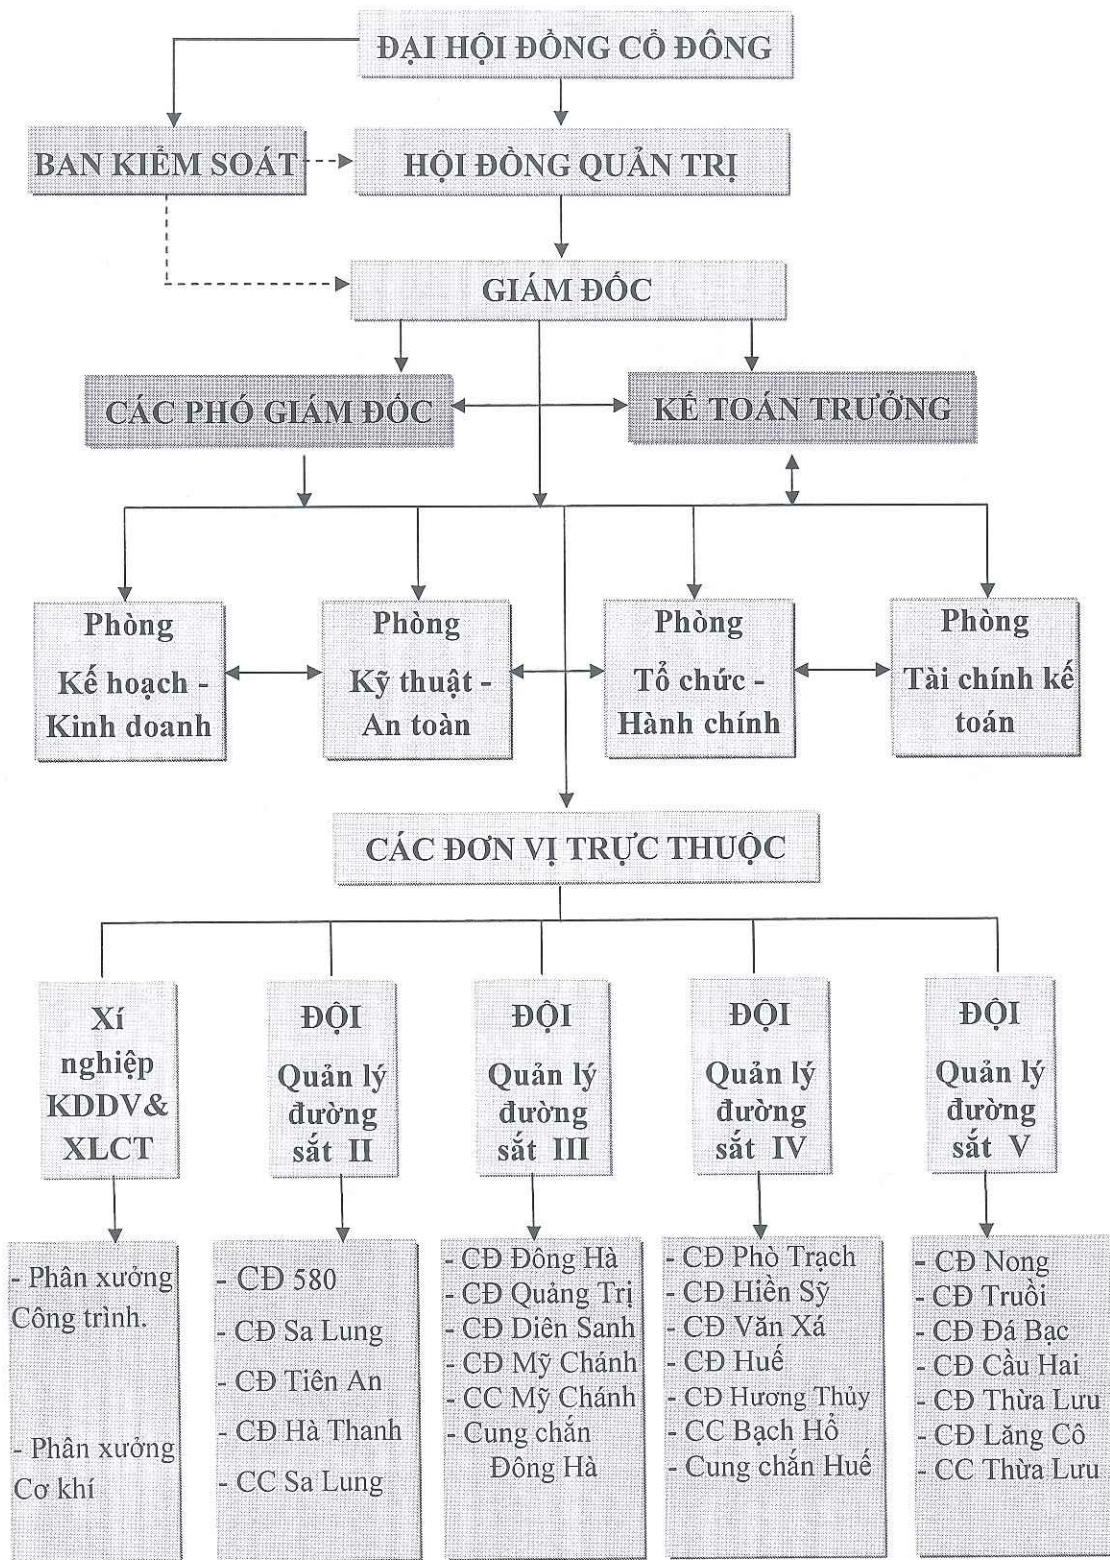 ĐẠI HỘI ĐỒNG CỔ ĐÔNG
BAN KIỂM SOÁT
HỘI ĐỒNG QUẢN TRỊ
GIÁM ĐỐC
CÁC PHÓ GIÁM ĐỐC
KẾ TOÁN TRƯỞNG
Phòng
Kế hoạch -
Kinh doanh
Phòng
Kỹ thuật -
An toàn
Phòng
Tổ chức -
Hành chính
Phòng
Tài chính kế
toán
CÁC ĐƠN VỊ TRỰC THUỘC
Xí
nghiệp
KDDV&
XLCT
ĐỘI
Quản lý
đường
sắt II
ĐỘI
Quản lý
đường
sắt III
ĐỘI
Quản lý
đường
sắt IV
ĐỘI
Quản lý
đường
sắt V
- Phân xưởng
Công trình.
- Phân xưởng
Cơ khí
- CĐ 580
- CĐ Sa Lung
- CĐ Tiên An
- CĐ Hà Thanh
- CC Sa Lung
- CĐ Đông Hà
- CĐ Quảng Trị
- CĐ Diên Sanh
- CĐ Mỹ Chánh
- CC Mỹ Chánh
- Cung chắn
Đông Hà
- CĐ Phò Trạch
- CĐ Hiền Sỹ
- CĐ Văn Xá
- CĐ Huế
- CĐ Hương Thủy
- CC Bạch Hổ
- Cung chắn Huế
- CĐ Nong
- CĐ Truồi
- CĐ Đá Bạc
- CĐ Cầu Hai
- CĐ Thừa Lưu
- CĐ Lăng Cô
- CC Thừa Lưu